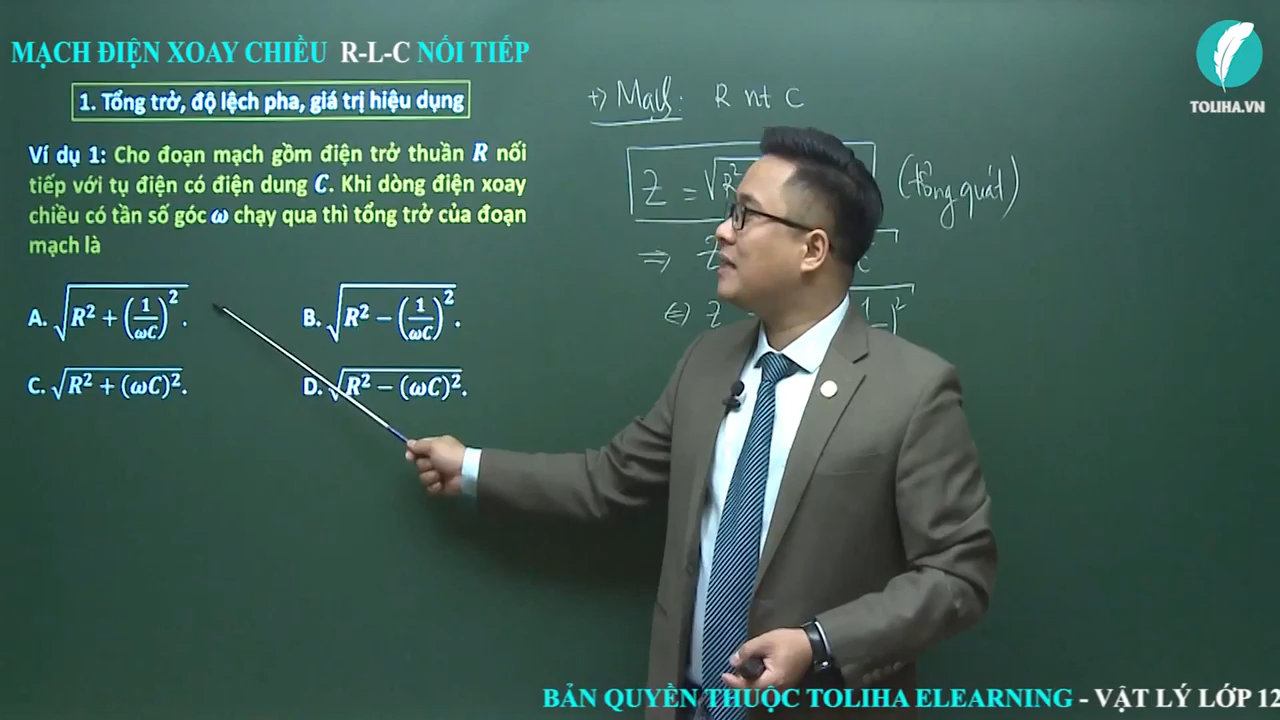 MẠCH ĐIỆN XOAY CHIỀU R-L-C NỐI TIẾP
TOLIHA.VN
1. Tổng trở, độ lệch pha, giá trị hiệu dụng
Ví dụ 1: Cho đoạn mạch gồm điện trở thuần R nối
tiếp với tụ điện có điện dung C. Khi dòng điện xoay
chiều có tần số góc ω chạy qua thì tổng trở của đoạn
mạch là
A. √(R² + (1/ωC)²). B. √(R² − (1/ωC)²).
C. √(R² + (ωC)²). D. √(R² − (ωC)²).
+) Mạch: R nt C
Z = √R² (tổng quát)
⇒ Z
⇔ Z
BẢN QUYỀN THUỘC TOLIHA ELEARNING - VẬT LÝ LỚP 12